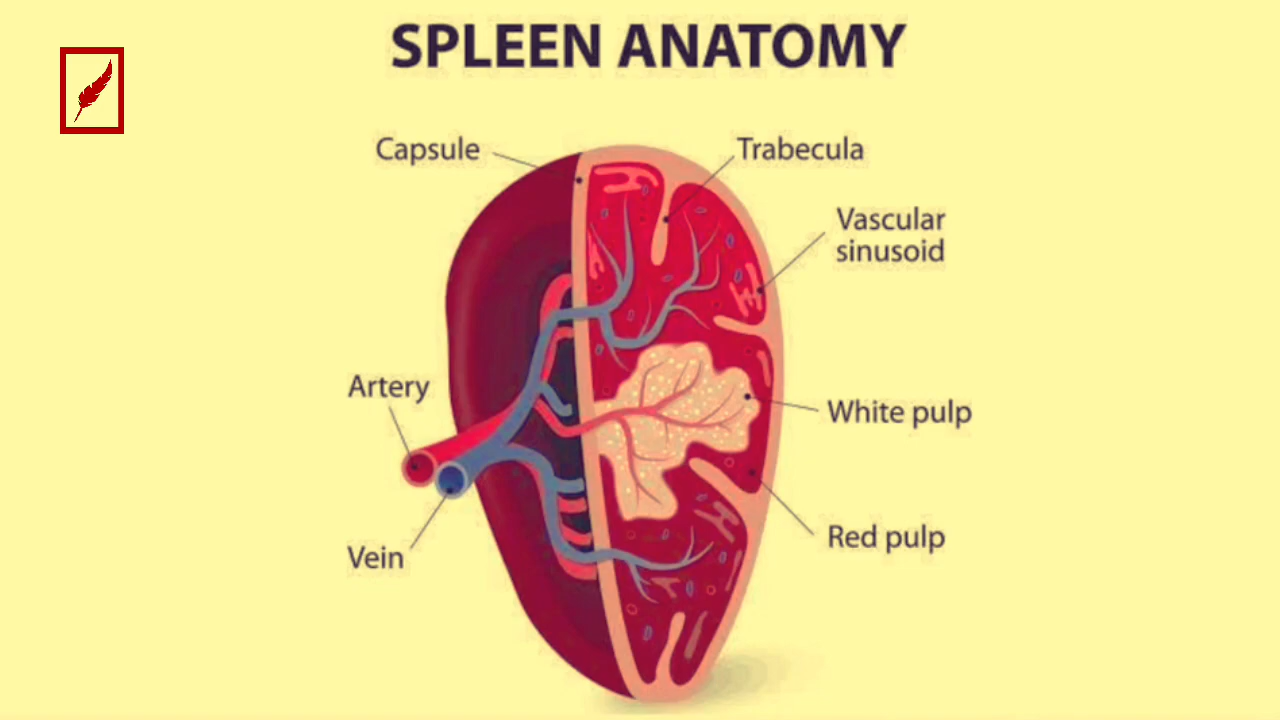 SPLEEN ANATOMY
Capsule
Trabecula
Vascular
sinusoid
Artery
White pulp
Red pulp
Vein